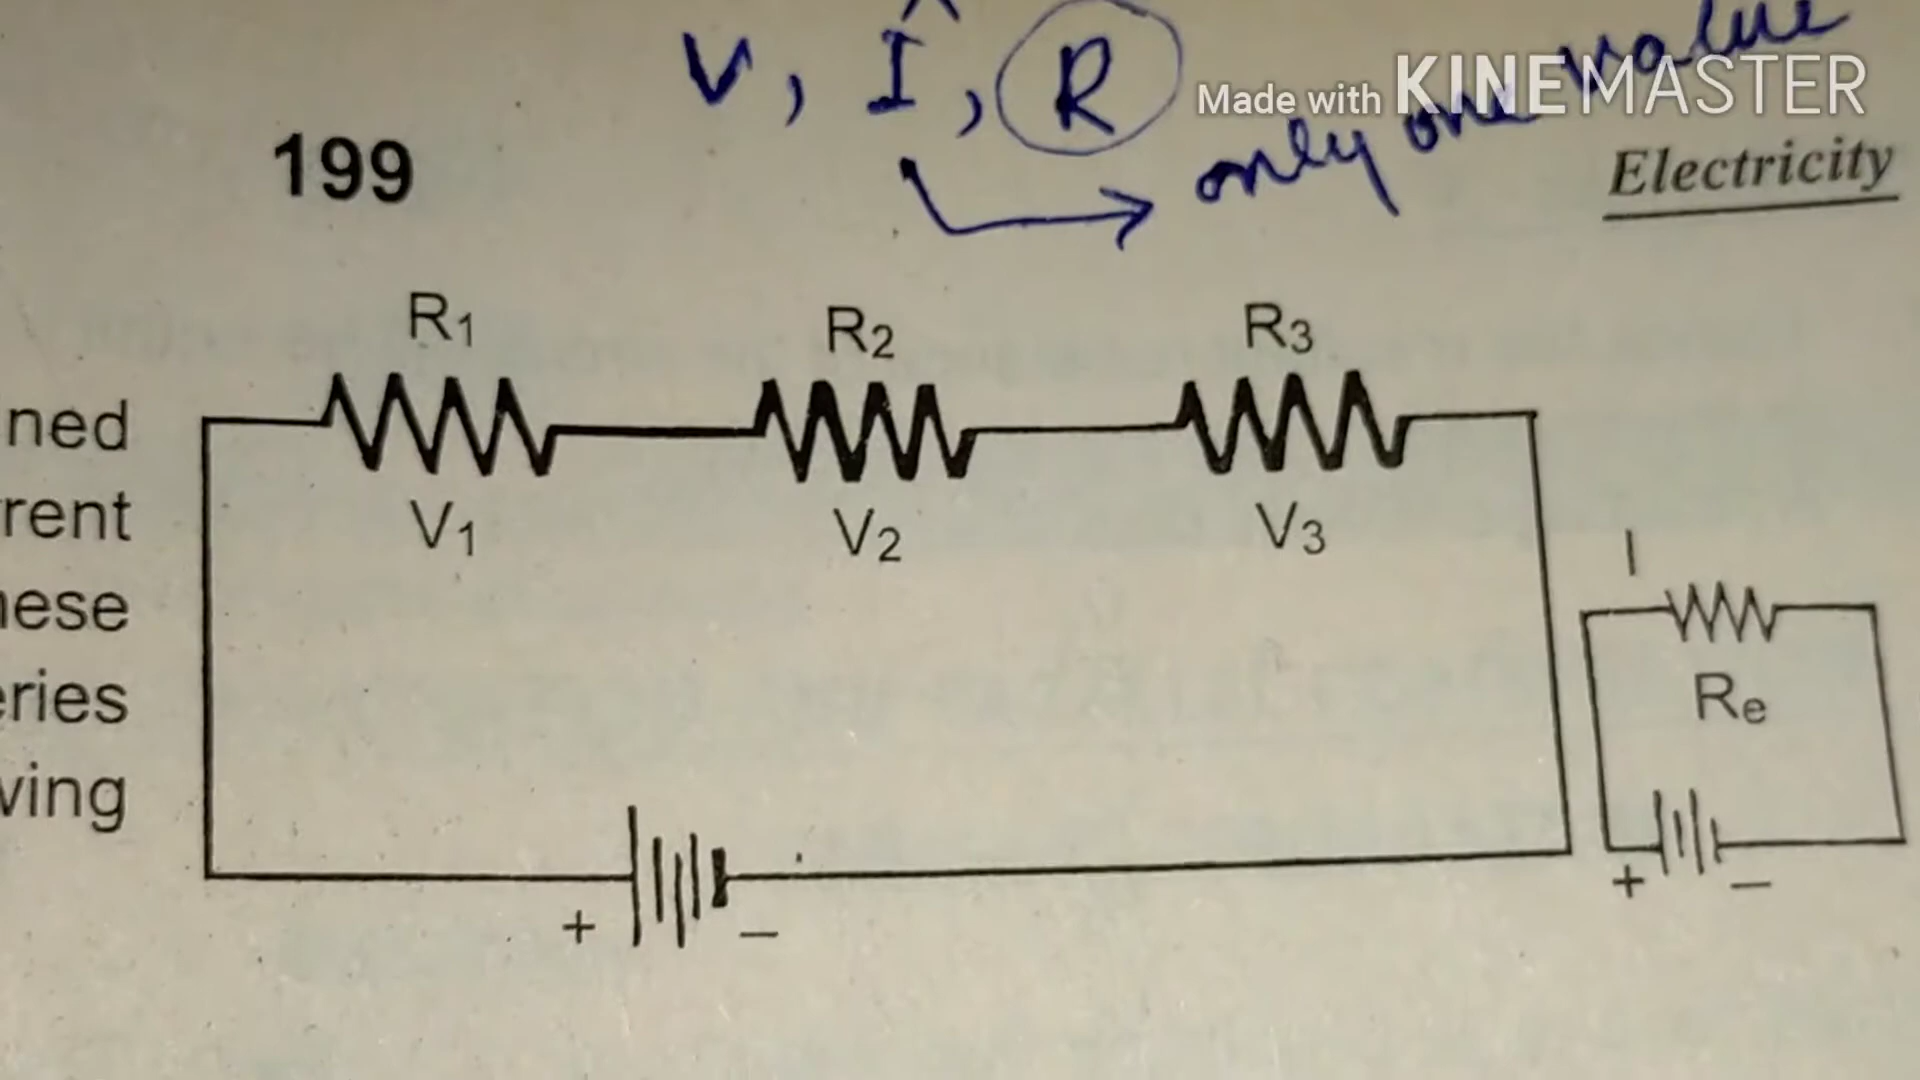 V, I, R only one value
Made with KINEMASTER
199
Electricity
R1 R2 R3
ned
rent
V1 V2 V3
hese
eries
ving
I
Re
+ −
+ −